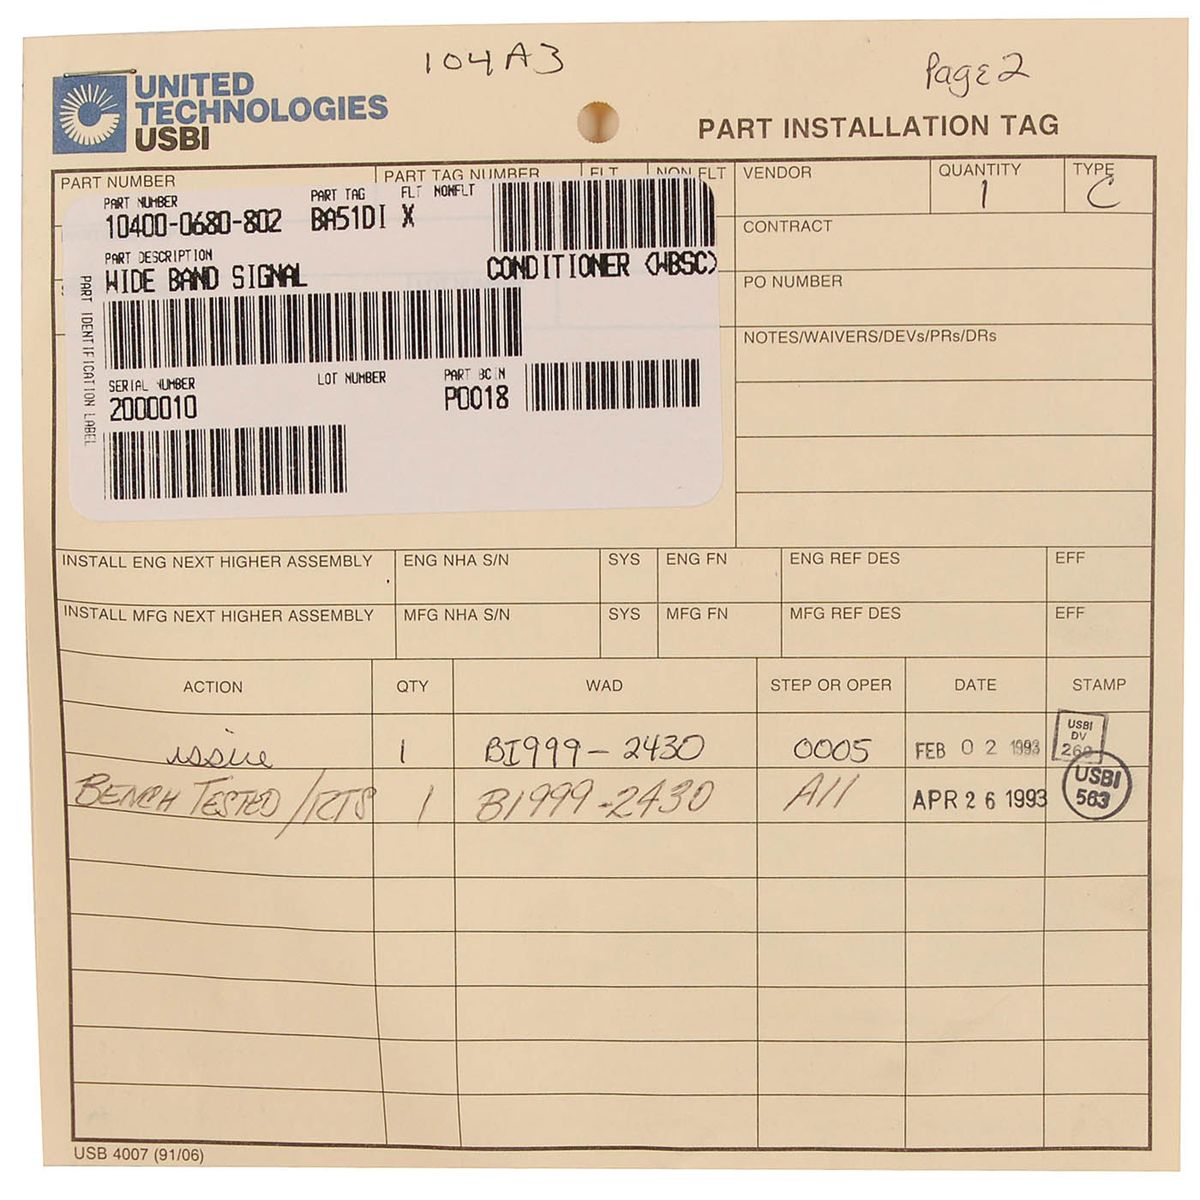 104A3
Page 2
UNITED
TECHNOLOGIES
USBI
PART INSTALLATION TAG
PART NUMBER
PART TAG NUMBER
FLT
NON FLT
VENDOR
QUANTITY
1
TYPE
C
CONTRACT
PO NUMBER
NOTES/WAIVERS/DEVs/PRs/DRs
PART NUMBER PART TAG FLT NONFLT
10400-0680-802 BA51DI X
PART DESCRIPTION
WIDE BAND SIGNAL CONDITIONER (WBSC)
SERIAL NUMBER LOT NUMBER PART BC N
2000010 P0018
PART IDENTIFICATION LABEL
INSTALL ENG NEXT HIGHER ASSEMBLY ENG NHA S/N SYS ENG FN ENG REF DES EFF
INSTALL MFG NEXT HIGHER ASSEMBLY MFG NHA S/N SYS MFG FN MFG REF DES EFF
ACTION QTY WAD STEP OR OPER DATE STAMP
issue 1 BI999-2430 0005 FEB 02 1993 USBI DV 260
BENCH TESTED/RTS 1 BI999-2430 All APR 26 1993 USBI 563
USB 4007 (91/06)